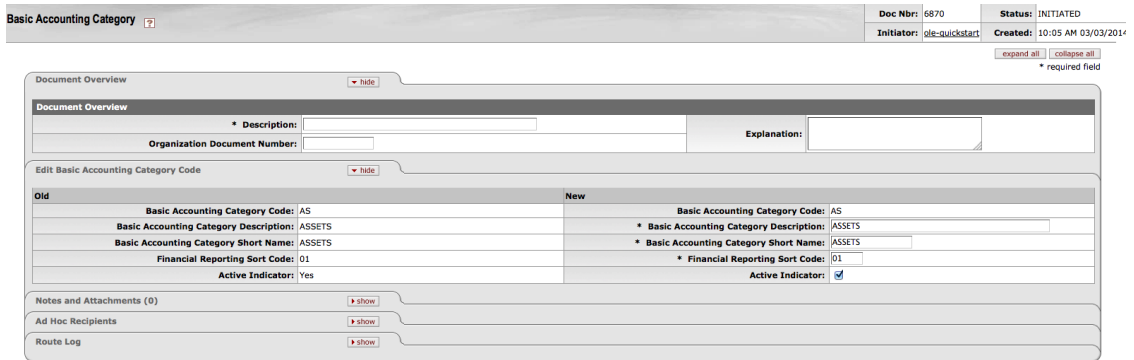 Basic Accounting Category ?
Doc Nbr: 6870 Status: INITIATED
Initiator: ole-quickstart Created: 10:05 AM 03/03/2014
expand all collapse all
* required field
Document Overview hide
Document Overview
* Description:
Explanation:
Organization Document Number:
Edit Basic Accounting Category Code hide
Old New
Basic Accounting Category Code: AS Basic Accounting Category Code: AS
Basic Accounting Category Description: ASSETS * Basic Accounting Category Description: ASSETS
Basic Accounting Category Short Name: ASSETS * Basic Accounting Category Short Name: ASSETS
Financial Reporting Sort Code: 01 * Financial Reporting Sort Code: 01
Active Indicator: Yes Active Indicator:
Notes and Attachments (0) show
Ad Hoc Recipients show
Route Log show